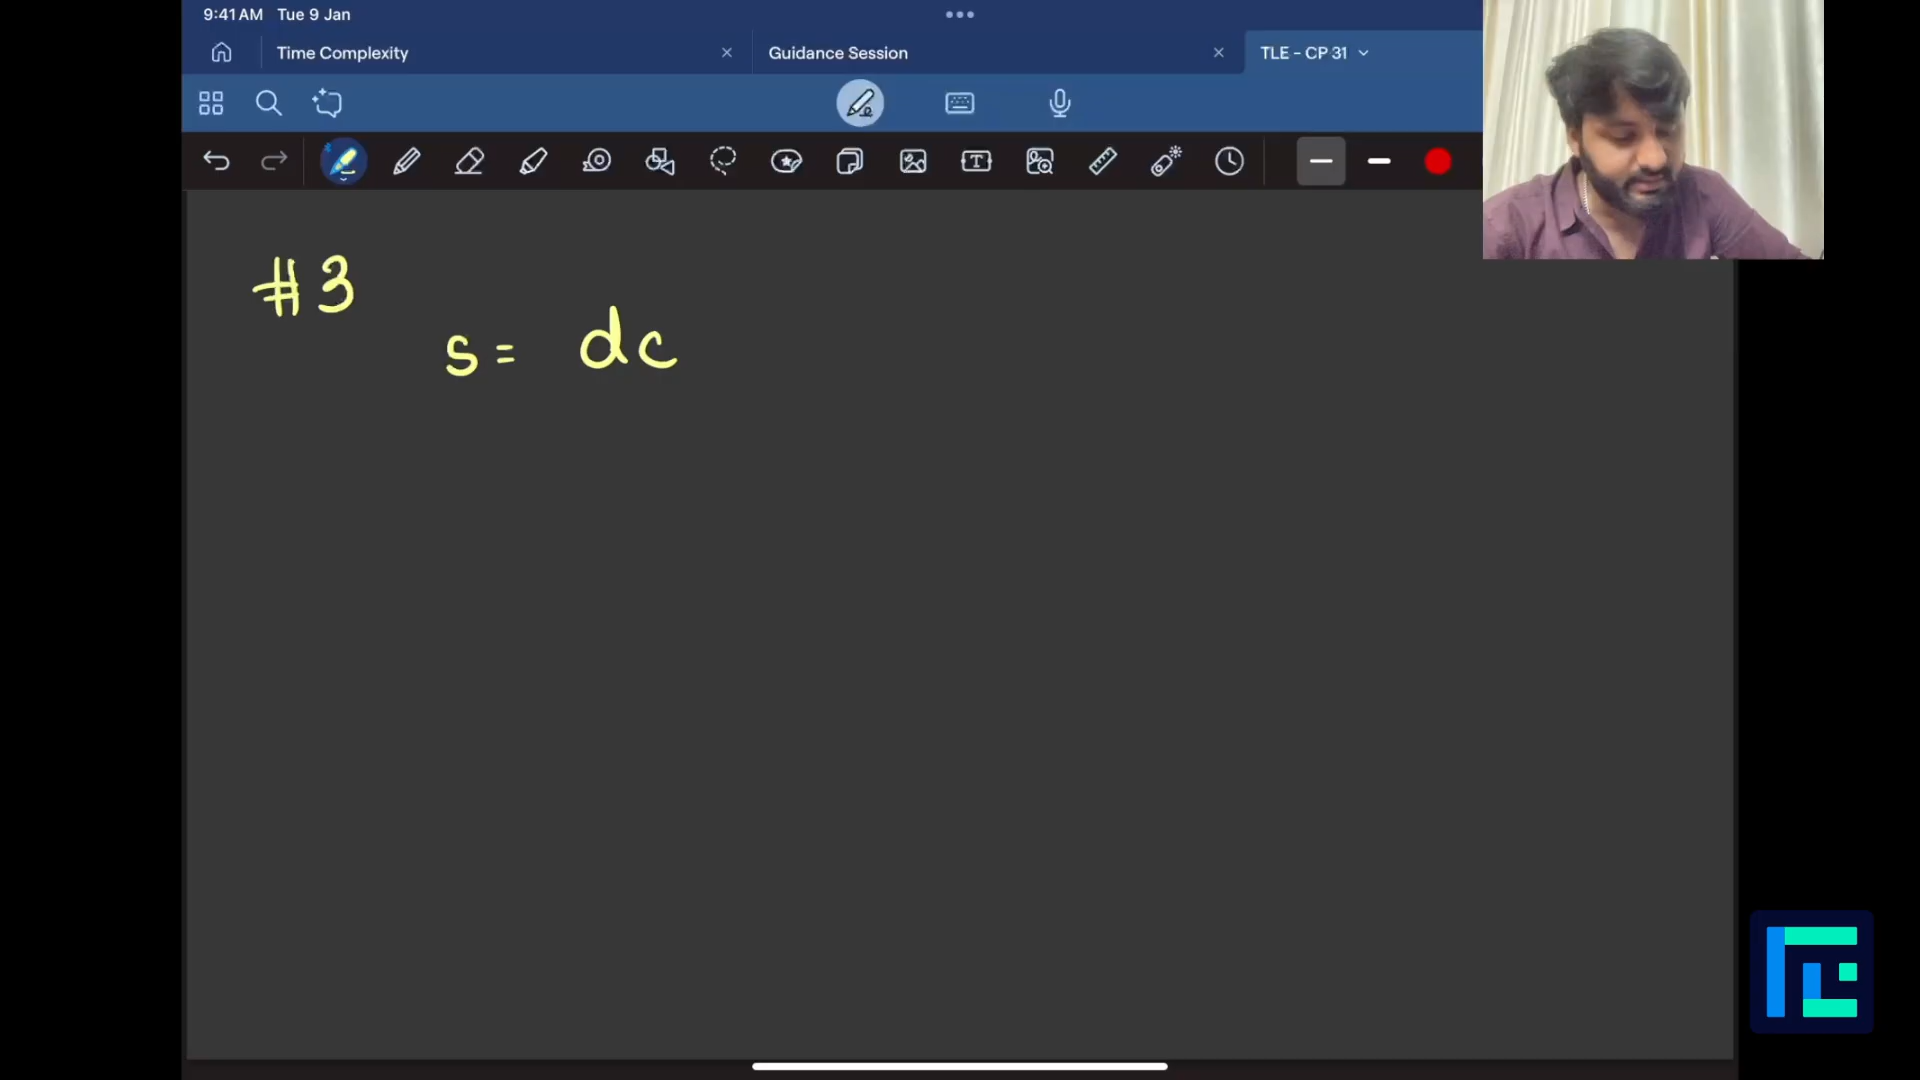 9:41 AM Tue 9 Jan
Time Complexity
Guidance Session
TLE - CP 31
#3
s = dc